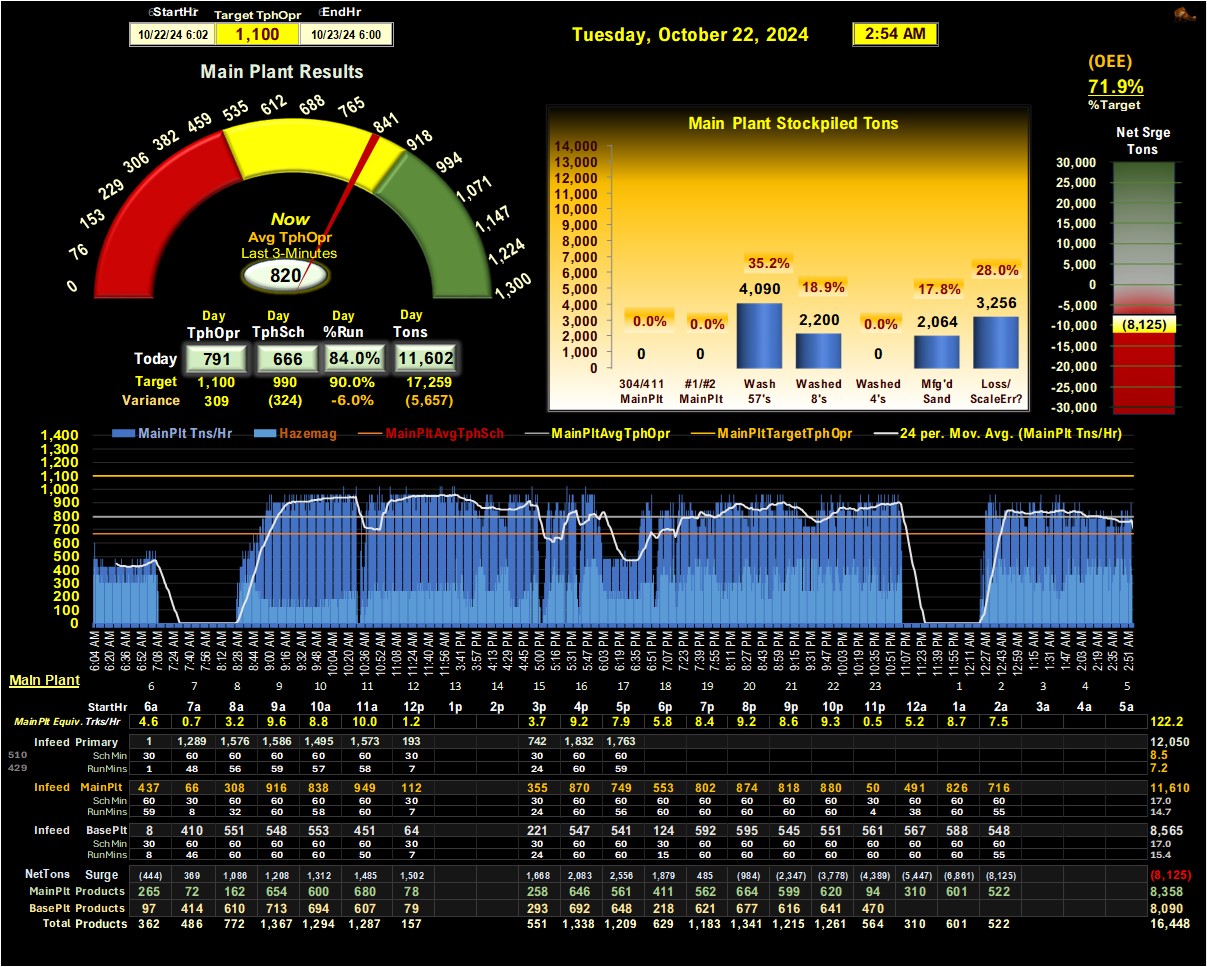 StartHr Target TphOpr EndHr
10/22/24 6:02 1,100 10/23/24 6:00
Tuesday, October 22, 2024 2:54 AM
(OEE)
71.9%
%Target
Main Plant Results
0 76 153 229 306 382 459 535 612 688 765 841 918 994 1,071 1,147 1,224 1,300
Now
Avg TphOpr
Last 3-Minutes
820
Day Day Day Day
TphOpr TphSch %Run Tons
Today 791 666 84.0% 11,602
Target 1,100 990 90.0% 17,259
Variance 309 (324) -6.0% (5,657)
Main Plant Stockpiled Tons
14,000
13,000
12,000
11,000
10,000
9,000
8,000
7,000
6,000
5,000
4,000
3,000
2,000
1,000
0
0.0% 0.0% 35.2% 18.9% 0.0% 17.8% 28.0%
0 0 4,090 2,200 0 2,064 3,256
304/411 #1/#2 Wash Washed Washed Mfg'd Loss/
MainPlt MainPlt 57's 8's 4's Sand ScaleErr?
Net Srge
Tons
30,000
25,000
20,000
15,000
10,000
5,000
0
-5,000
-10,000
-15,000
-20,000
-25,000
-30,000
(8,125)
MainPlt Tns/Hr Hazemag MainPltAvgTphSch MainPltAvgTphOpr MainPltTargetTphOpr 24 per. Mov. Avg. (MainPlt Tns/Hr)
1,400
1,300
1,200
1,100
1,000
900
800
700
600
500
400
300
200
100
0
6:04 AM 6:20 AM 6:36 AM 6:52 AM 7:08 AM 7:24 AM 7:40 AM 7:56 AM 8:12 AM 8:28 AM 8:44 AM 9:00 AM 9:16 AM 9:32 AM 9:48 AM 10:04 AM 10:20 AM 10:36 AM 10:52 AM 11:08 AM 11:24 AM 11:40 AM 11:56 AM 3:41 PM 3:57 PM 4:13 PM 4:29 PM 4:45 PM 5:00 PM 5:16 PM 5:31 PM 5:47 PM 6:03 PM 6:19 PM 6:35 PM 6:51 PM 7:07 PM 7:23 PM 7:39 PM 7:55 PM 8:11 PM 8:27 PM 8:43 PM 8:59 PM 9:15 PM 9:31 PM 9:47 PM 10:03 PM 10:19 PM 10:35 PM 10:51 PM 11:07 PM 11:23 PM 11:39 PM 11:55 PM 12:11 AM 12:27 AM 12:43 AM 12:59 AM 1:15 AM 1:31 AM 1:47 AM 2:03 AM 2:19 AM 2:35 AM 2:51 AM
Main Plant 6 7 8 9 10 11 12 13 14 15 16 17 18 19 20 21 22 23 1 2 3 4 5
StartHr 6a 7a 8a 9a 10a 11a 12p 1p 2p 3p 4p 5p 6p 7p 8p 9p 10p 11p 12a 1a 2a 3a 4a 5a
MainPlt Equiv. Trks/Hr 4.6 0.7 3.2 9.6 8.8 10.0 1.2 3.7 9.2 7.9 5.8 8.4 9.2 8.6 9.3 0.5 5.2 8.7 7.5 122.2
Infeed Primary 1 1,289 1,576 1,586 1,495 1,573 193 742 1,832 1,763 12,050
510 Sch Min 30 60 60 60 60 60 30 30 60 60 8.5
429 RunMins 1 48 56 59 57 58 7 24 60 59 7.2
Infeed MainPlt 437 66 308 916 838 949 112 355 870 749 553 802 874 818 880 50 491 826 716 11,610
Sch Min 60 30 60 60 60 60 30 30 60 60 60 60 60 60 60 30 60 60 60 17.0
RunMins 59 8 32 60 58 60 7 24 60 56 60 60 60 60 60 4 38 60 55 14.7
Infeed BasePlt 8 410 551 548 553 451 64 221 547 541 124 592 595 545 551 561 567 588 548 8,565
Sch Min 30 60 60 60 60 60 30 30 60 60 30 60 60 60 60 60 60 60 60 17.0
RunMins 8 46 60 60 60 50 7 24 60 60 15 60 60 60 60 60 60 60 55 15.4
NetTons Surge (444) 369 1,086 1,208 1,312 1,485 1,502 1,668 2,083 2,556 1,879 485 (984) (2,347) (3,778) (4,389) (5,447) (6,861) (8,125) (8,125)
MainPlt Products 265 72 162 654 600 680 78 258 646 561 411 562 664 599 620 94 310 601 522 8,358
BasePlt Products 97 414 610 713 694 607 79 293 692 648 218 621 677 616 641 470 8,090
Total Products 362 486 772 1,367 1,294 1,287 157 551 1,338 1,209 629 1,183 1,341 1,215 1,261 564 310 601 522 16,448